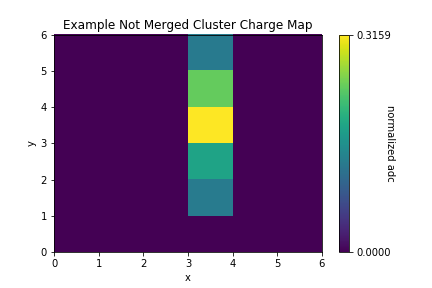 Example Not Merged Cluster Charge Map
6
5
4
3
2
1
0
y
0 1 2 3 4 5 6
x
0.3159
0.0000
normalized adc